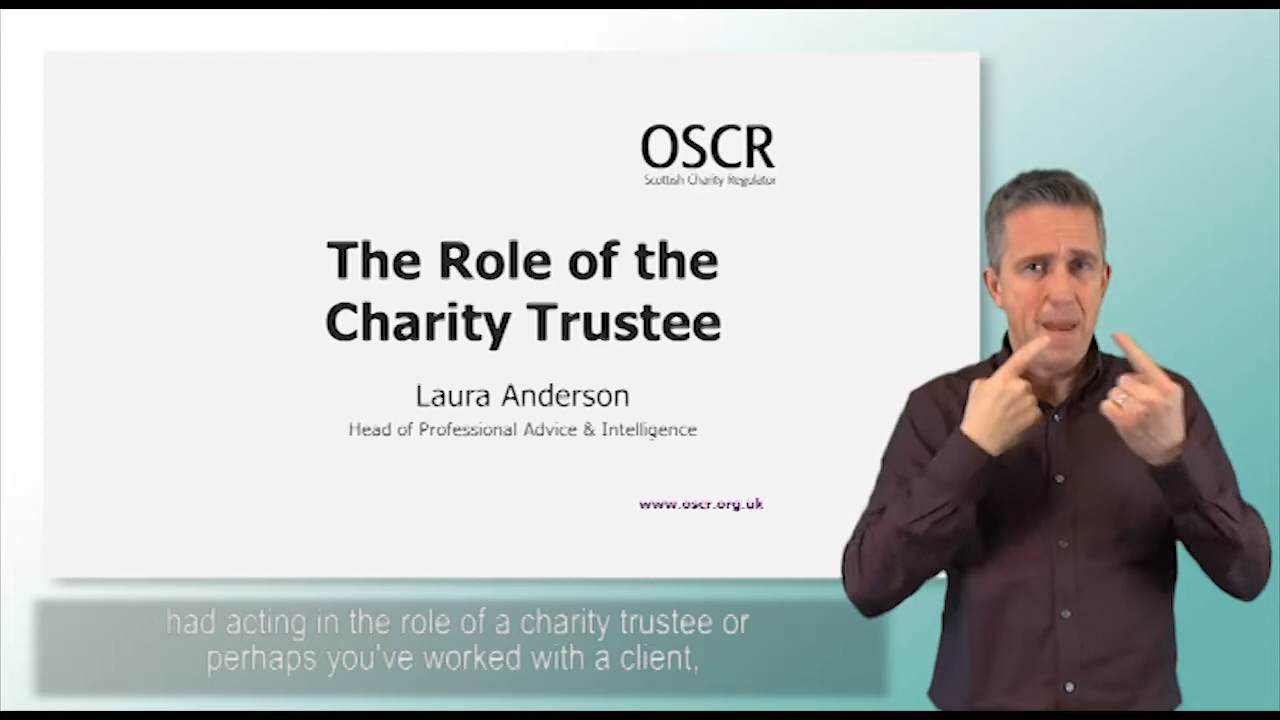 OSCR
Scottish Charity Regulator
The Role of the
Charity Trustee
Laura Anderson
Head of Professional Advice & Intelligence
www.oscr.org.uk
had acting in the role of a charity trustee or
perhaps you've worked with a client,